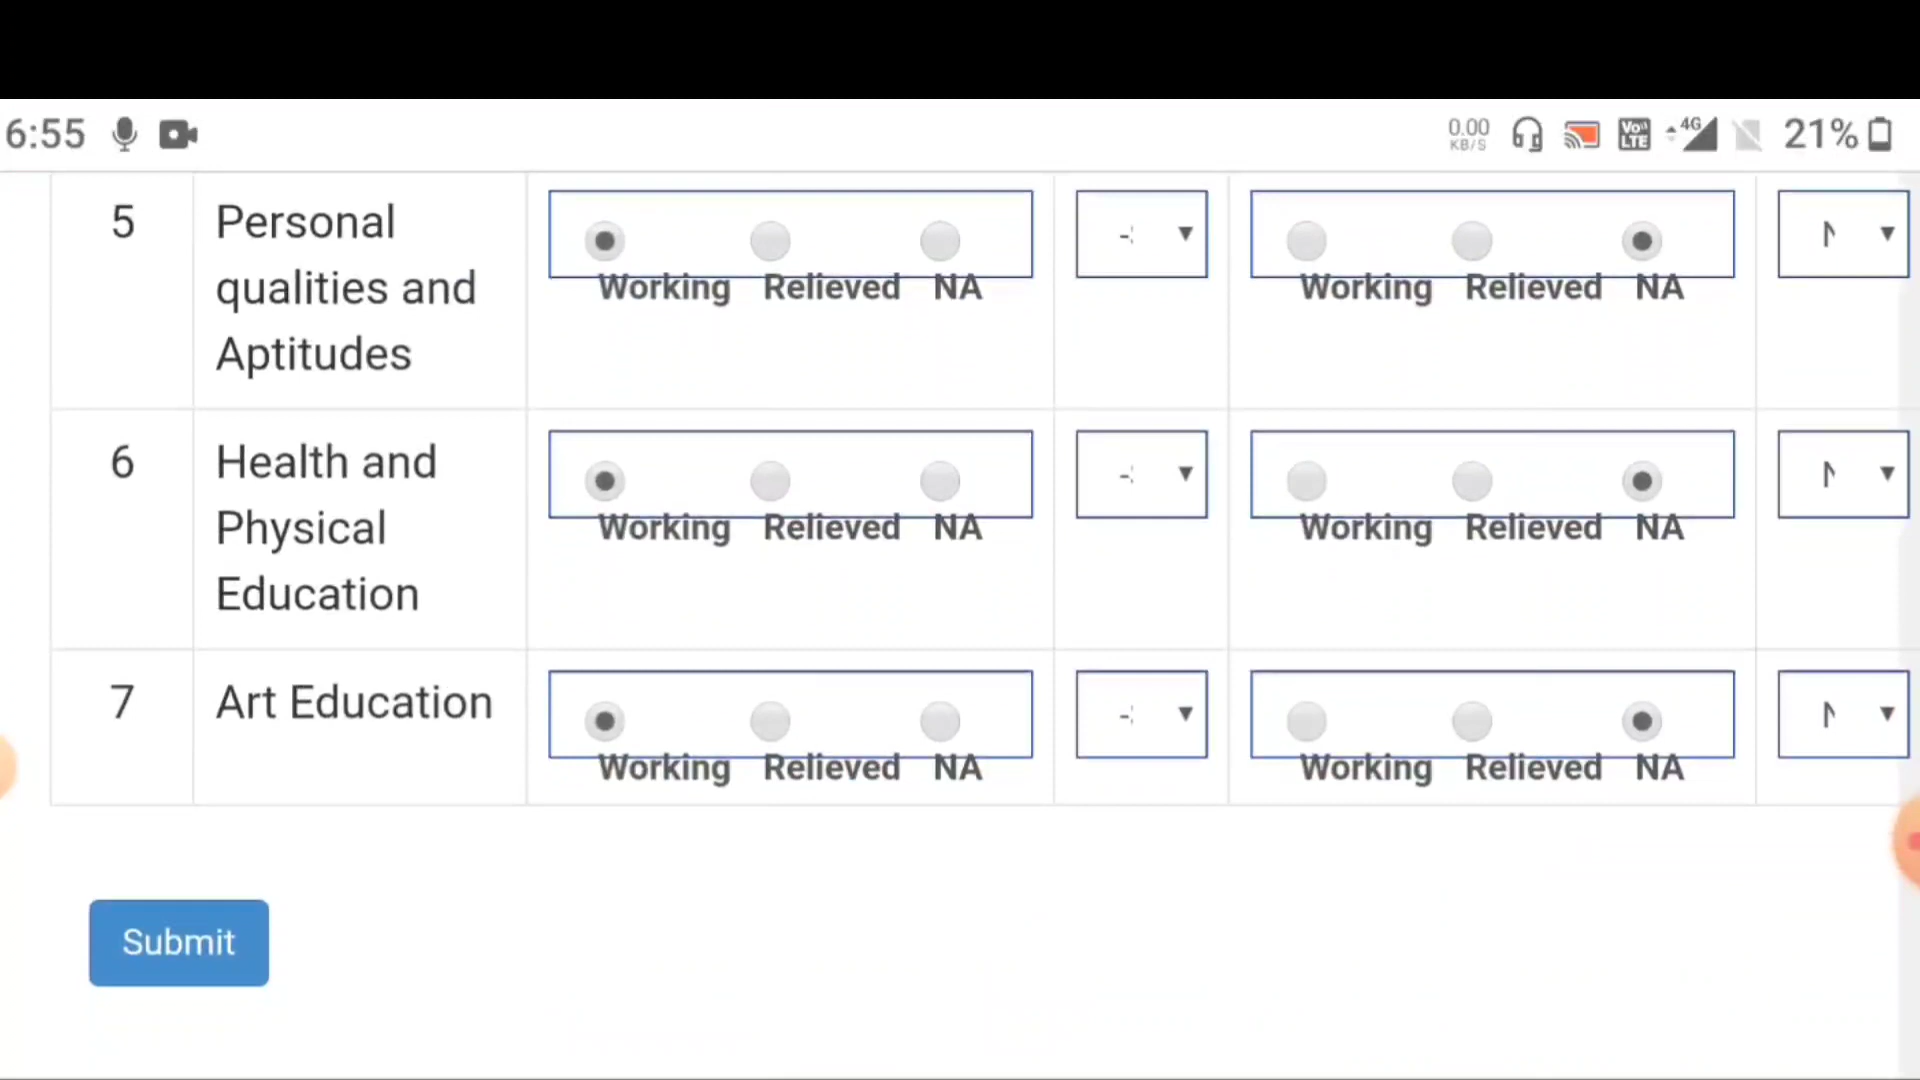 6:55 0.00 KB/S VoLTE 4G 21%
5 Personal qualities and Aptitudes Working Relieved NA Working Relieved NA
6 Health and Physical Education Working Relieved NA Working Relieved NA
7 Art Education Working Relieved NA Working Relieved NA
Submit